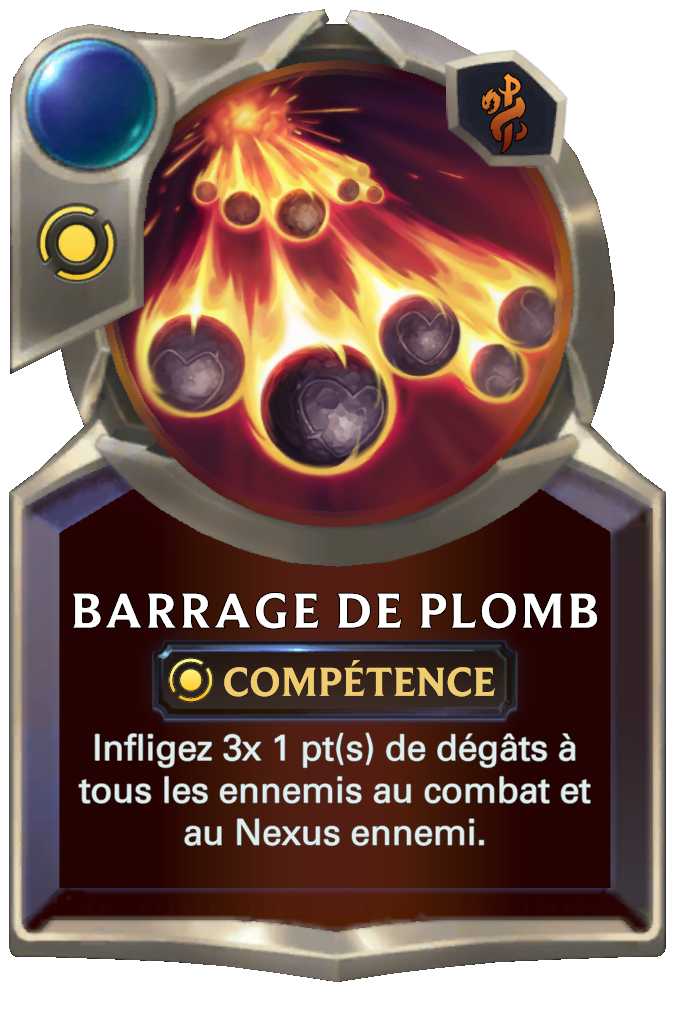 BARRAGE DE PLOMB
COMPÉTENCE
Infligez 3x 1 pt(s) de dégâts à
tous les ennemis au combat et
au Nexus ennemi.